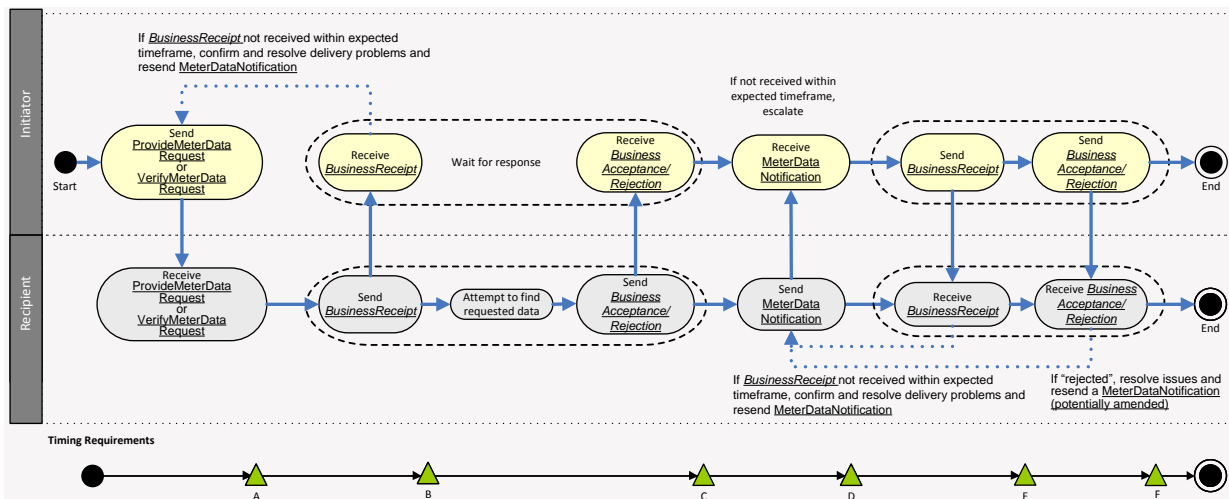 If BusinessReceipt not received within expected
timeframe, confirm and resolve delivery problems and
resend MeterDataNotification
If not received within
expected timeframe,
escalate
Initiator
Start
Send
ProvideMeterData
Request
or
VerifyMeterData
Request
Receive
BusinessReceipt
Wait for response
Receive
Business
Acceptance/
Rejection
Receive
MeterData
Notification
Send
BusinessReceipt
Send
Business
Acceptance/
Rejection
End
Recipient
Receive
ProvideMeterData
Request
or
VerifyMeterData
Request
Send
BusinessReceipt
Attempt to find
requested data
Send
Business
Acceptance/
Rejection
Send
MeterData
Notification
Receive
BusinessReceipt
Receive Business
Acceptance/
Rejection
End
If BusinessReceipt not received within expected
timeframe, confirm and resolve delivery problems and
resend MeterDataNotification
If “rejected”, resolve issues and
resend a MeterDataNotification
(potentially amended)
Timing Requirements
A
B
C
D